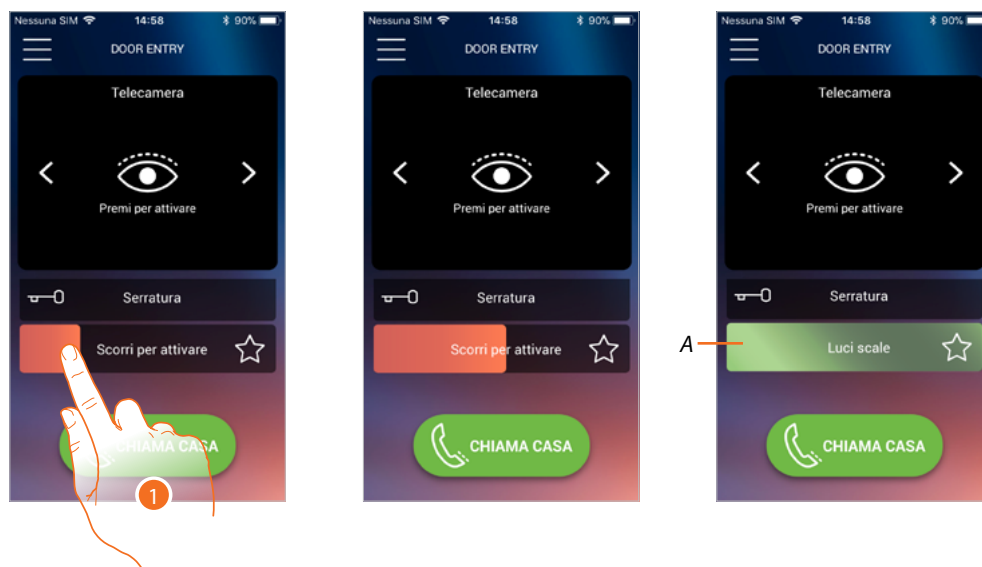 Nessuna SIM 14:58 90%
DOOR ENTRY
Telecamera
Premi per attivare
Serratura
Scorri per attivare
CHIAMA CASA
1
Nessuna SIM 14:58 90%
DOOR ENTRY
Telecamera
Premi per attivare
Serratura
Scorri per attivare
CHIAMA CASA
Nessuna SIM 14:58 90%
DOOR ENTRY
Telecamera
Premi per attivare
Serratura
A
Luci scale
CHIAMA CASA